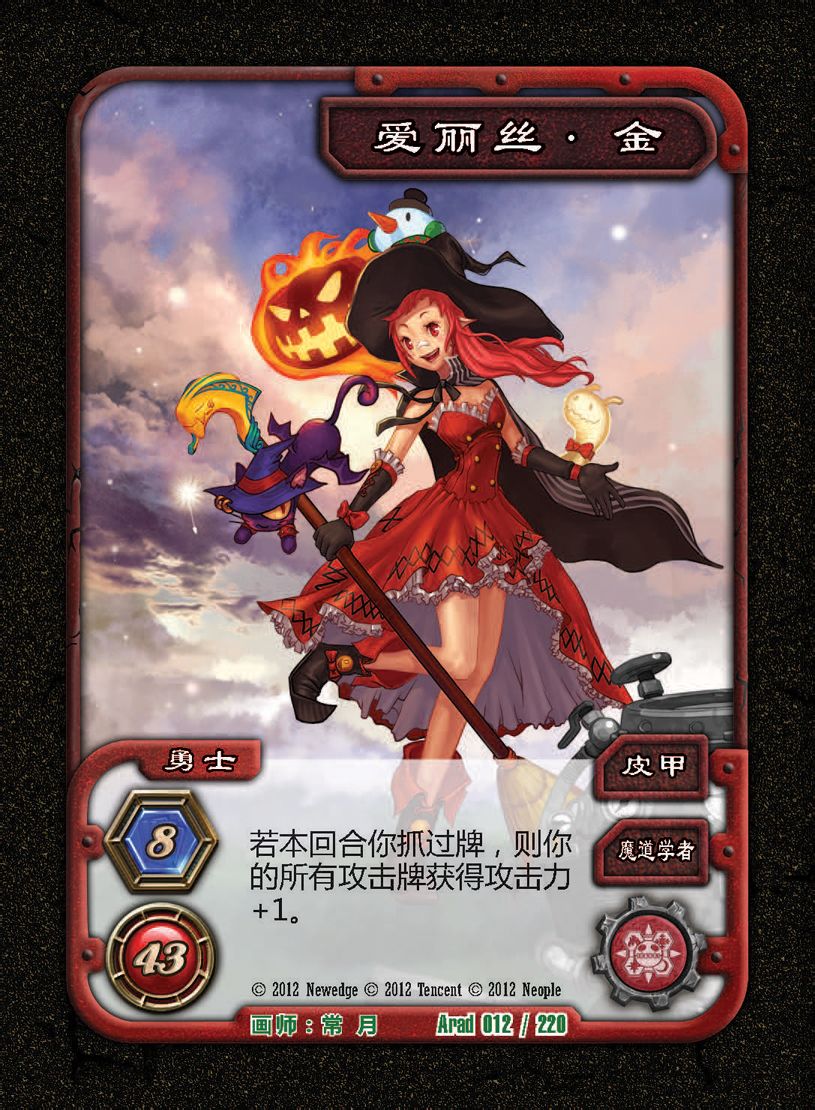 爱丽丝·金
勇士
皮甲
8
魔道学者
若本回合你抓过牌，则你
的所有攻击牌获得攻击力
+1。
43
© 2012 Newedge © 2012 Tencent © 2012 Neople
画师：常 月
Arad 012 / 220